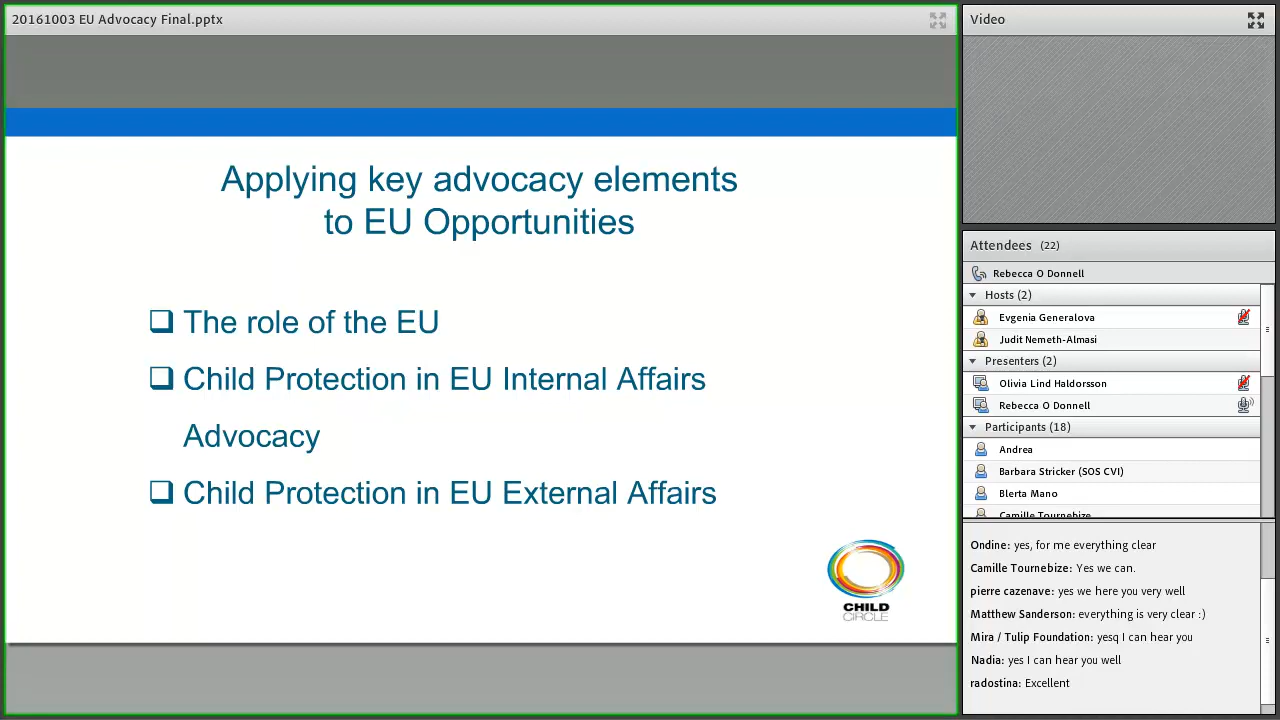 20161003 EU Advocacy Final.pptx
Applying key advocacy elements
to EU Opportunities
The role of the EU
Child Protection in EU Internal Affairs
Advocacy
Child Protection in EU External Affairs
CHILD
CIRCLE
Video
Attendees (22)
Rebecca O Donnell
Hosts (2)
Evgenia Generalova
Judit Nemeth-Almasi
Presenters (2)
Olivia Lind Haldorsson
Rebecca O Donnell
Participants (18)
Andrea
Barbara Stricker (SOS CVI)
Blerta Mano
Camille Tournebize
Ondine: yes, for me everything clear
Camille Tournebize: Yes we can.
pierre cazenave: yes we here you very well
Matthew Sanderson: everything is very clear :)
Mira / Tulip Foundation: yesq I can hear you
Nadia: yes I can hear you well
radostina: Excellent